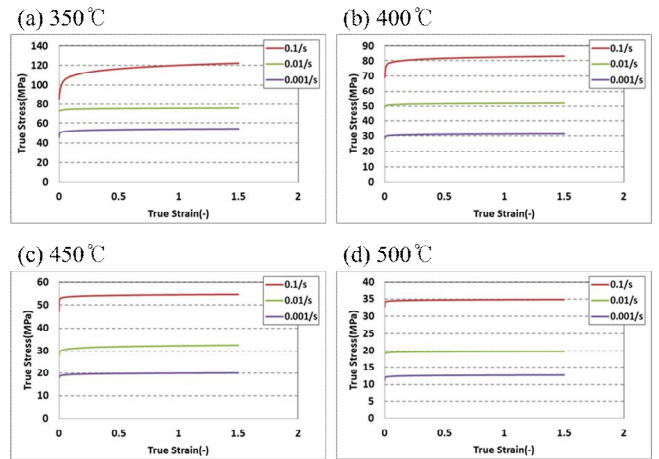 (a) 350℃
(b) 400℃
140
120
100
80
60
40
20
0
True Stress(MPa)
0 0.5 1 1.5 2
True Strain(-)
0.1/s
0.01/s
0.001/s
90
80
70
60
50
40
30
20
10
0
True Stress(MPa)
0 0.5 1 1.5 2
True Strain(-)
0.1/s
0.01/s
0.001/s
(c) 450℃
(d) 500℃
60
50
40
30
20
10
0
True Stress(MPa)
0 0.5 1 1.5 2
True Strain(-)
0.1/s
0.01/s
0.001/s
40
35
30
25
20
15
10
5
0
True Stress(MPa)
0 0.5 1 1.5 2
True Strain(-)
0.1/s
0.01/s
0.001/s